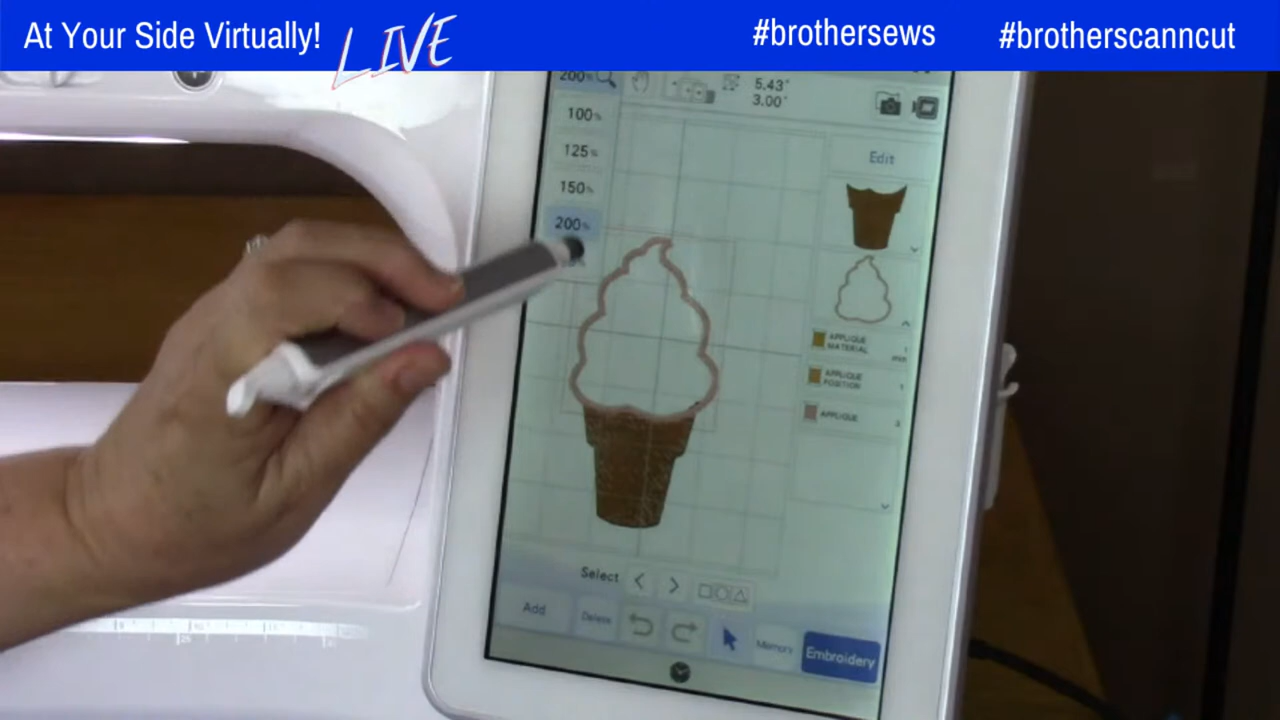 At Your Side Virtually!
LIVE
#brothersews
#brotherscanncut
200%
5.43"
3.00"
100%
125%
150%
200%
Edit
APPLIQUE
MATERIAL
APPLIQUE
POSITION
APPLIQUE
Select
Add
Delete
Memory
Embroidery